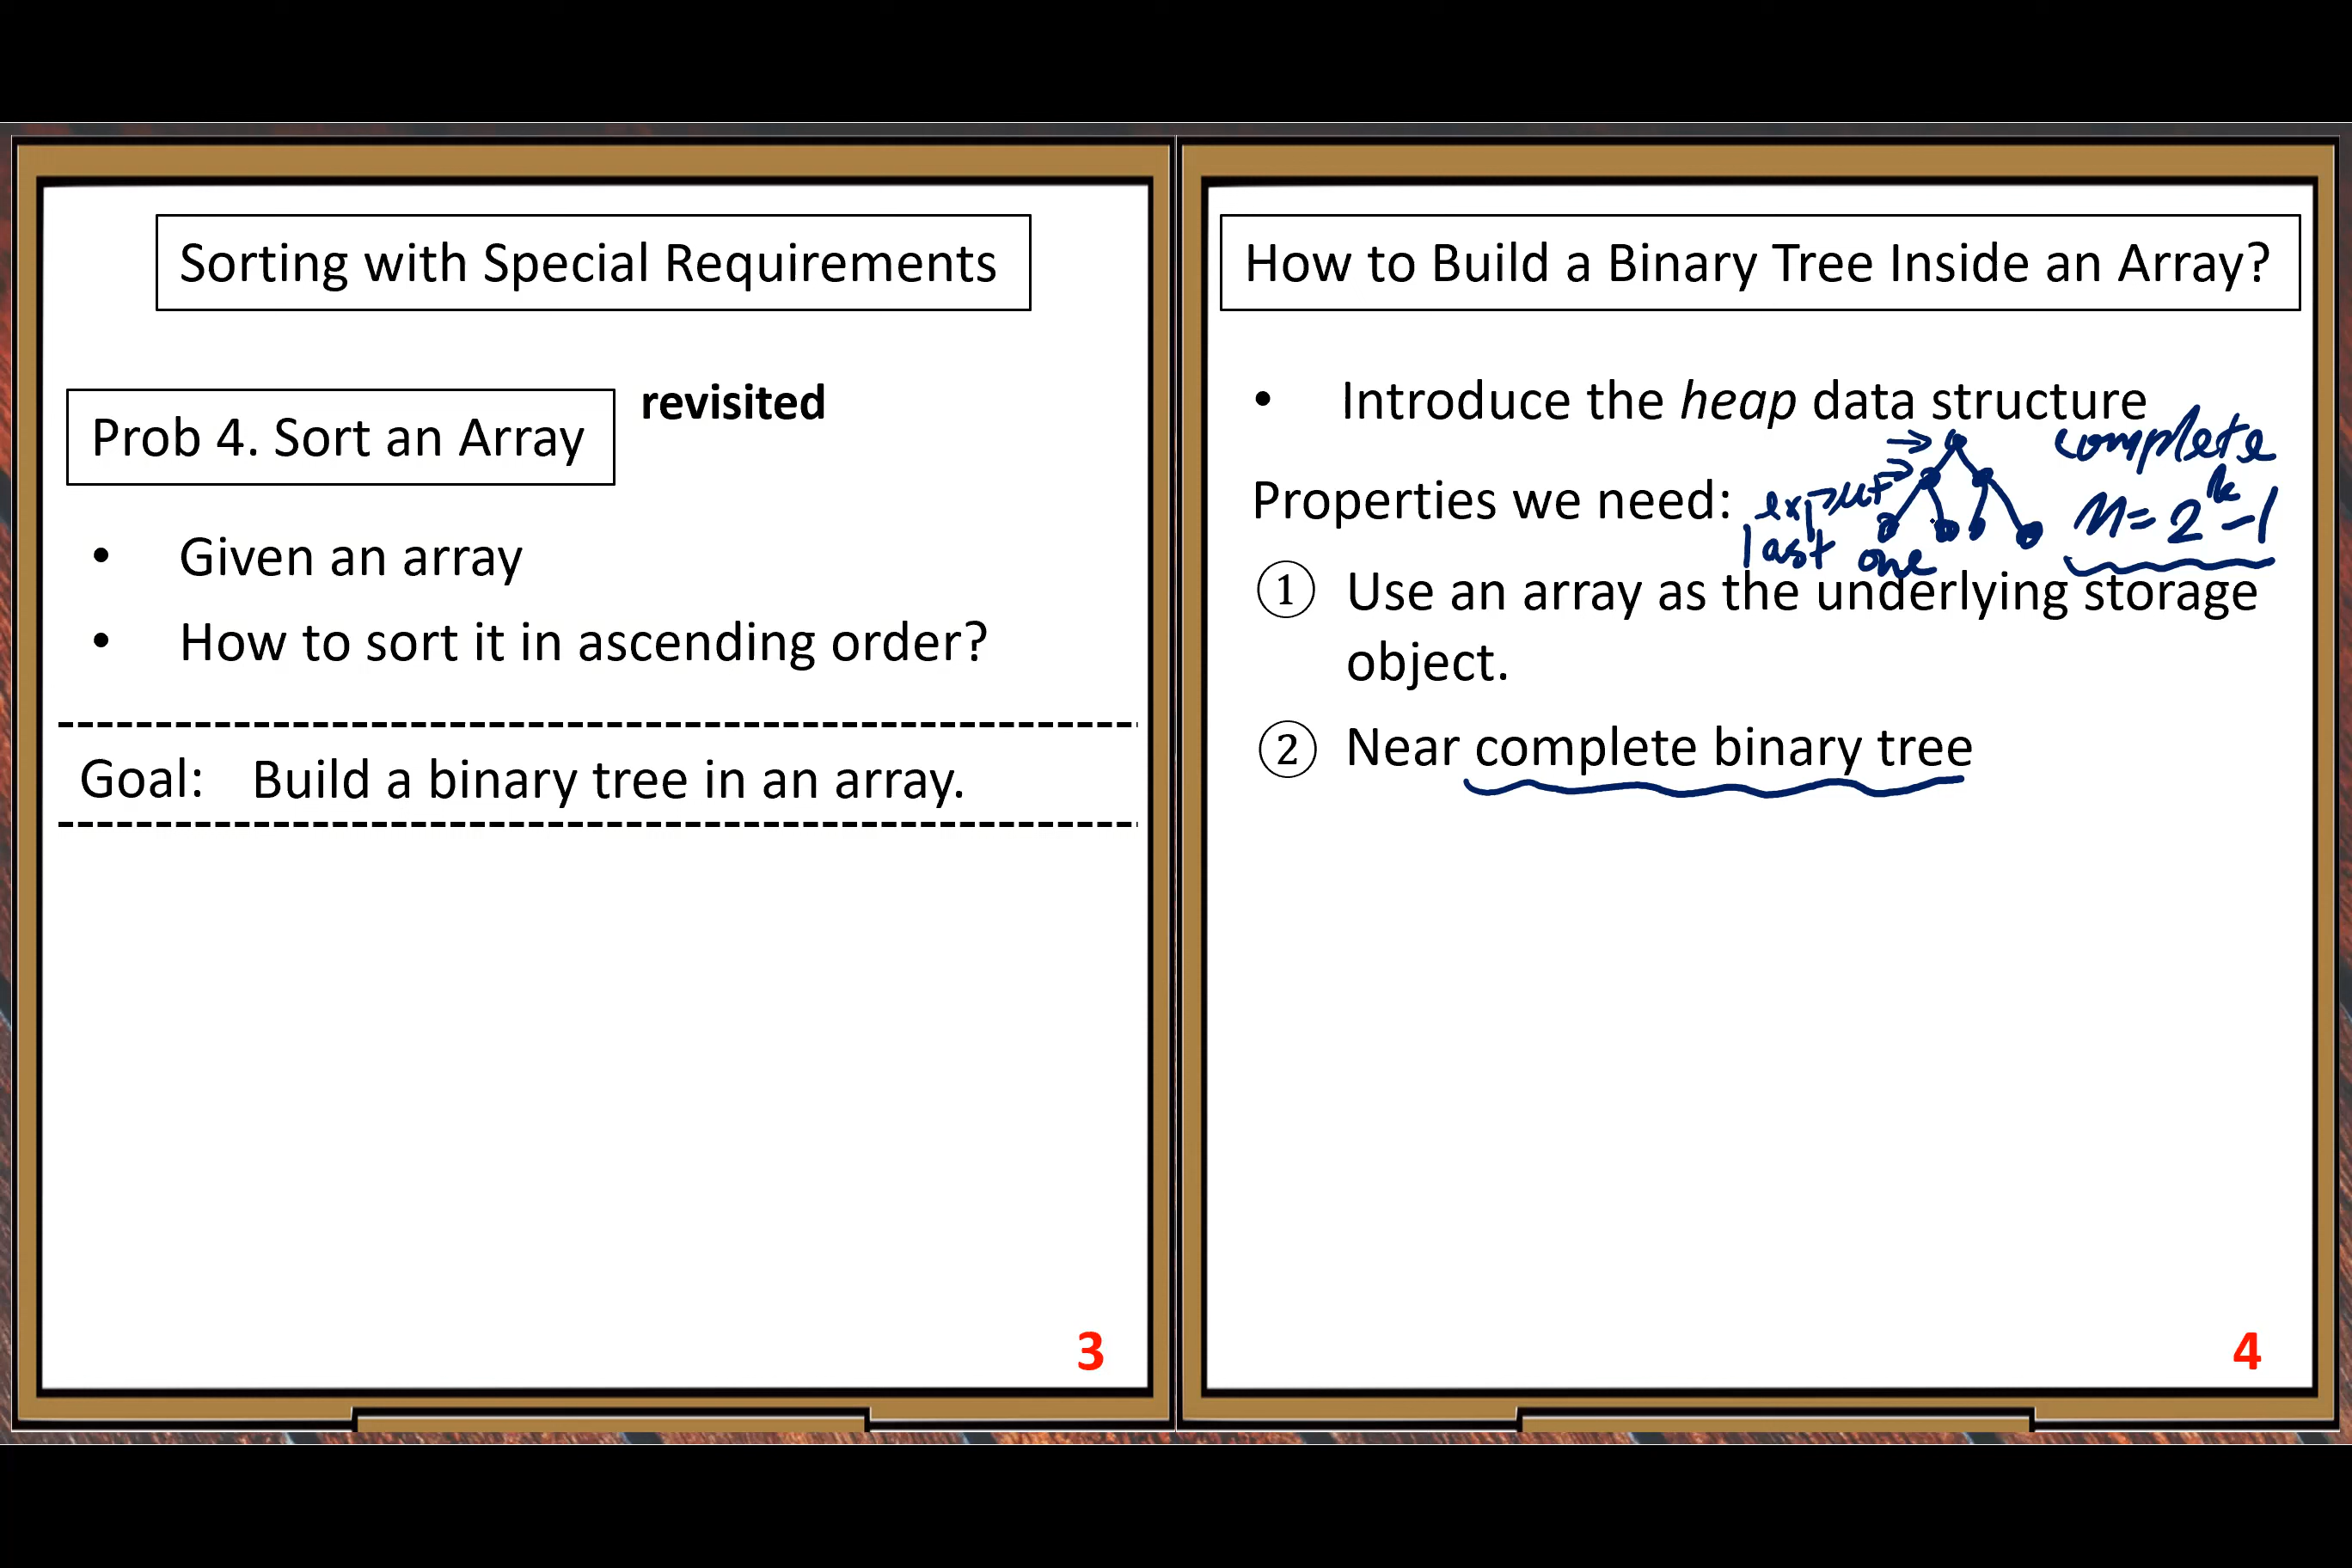 Sorting with Special Requirements
Prob 4. Sort an Array
revisited
• Given an array
• How to sort it in ascending order?
Goal: Build a binary tree in an array.
3
How to Build a Binary Tree Inside an Array?
• Introduce the heap data structure
complete
Properties we need:
n=2^k-1
last one
① Use an array as the underlying storage
object.
② Near complete binary tree
4